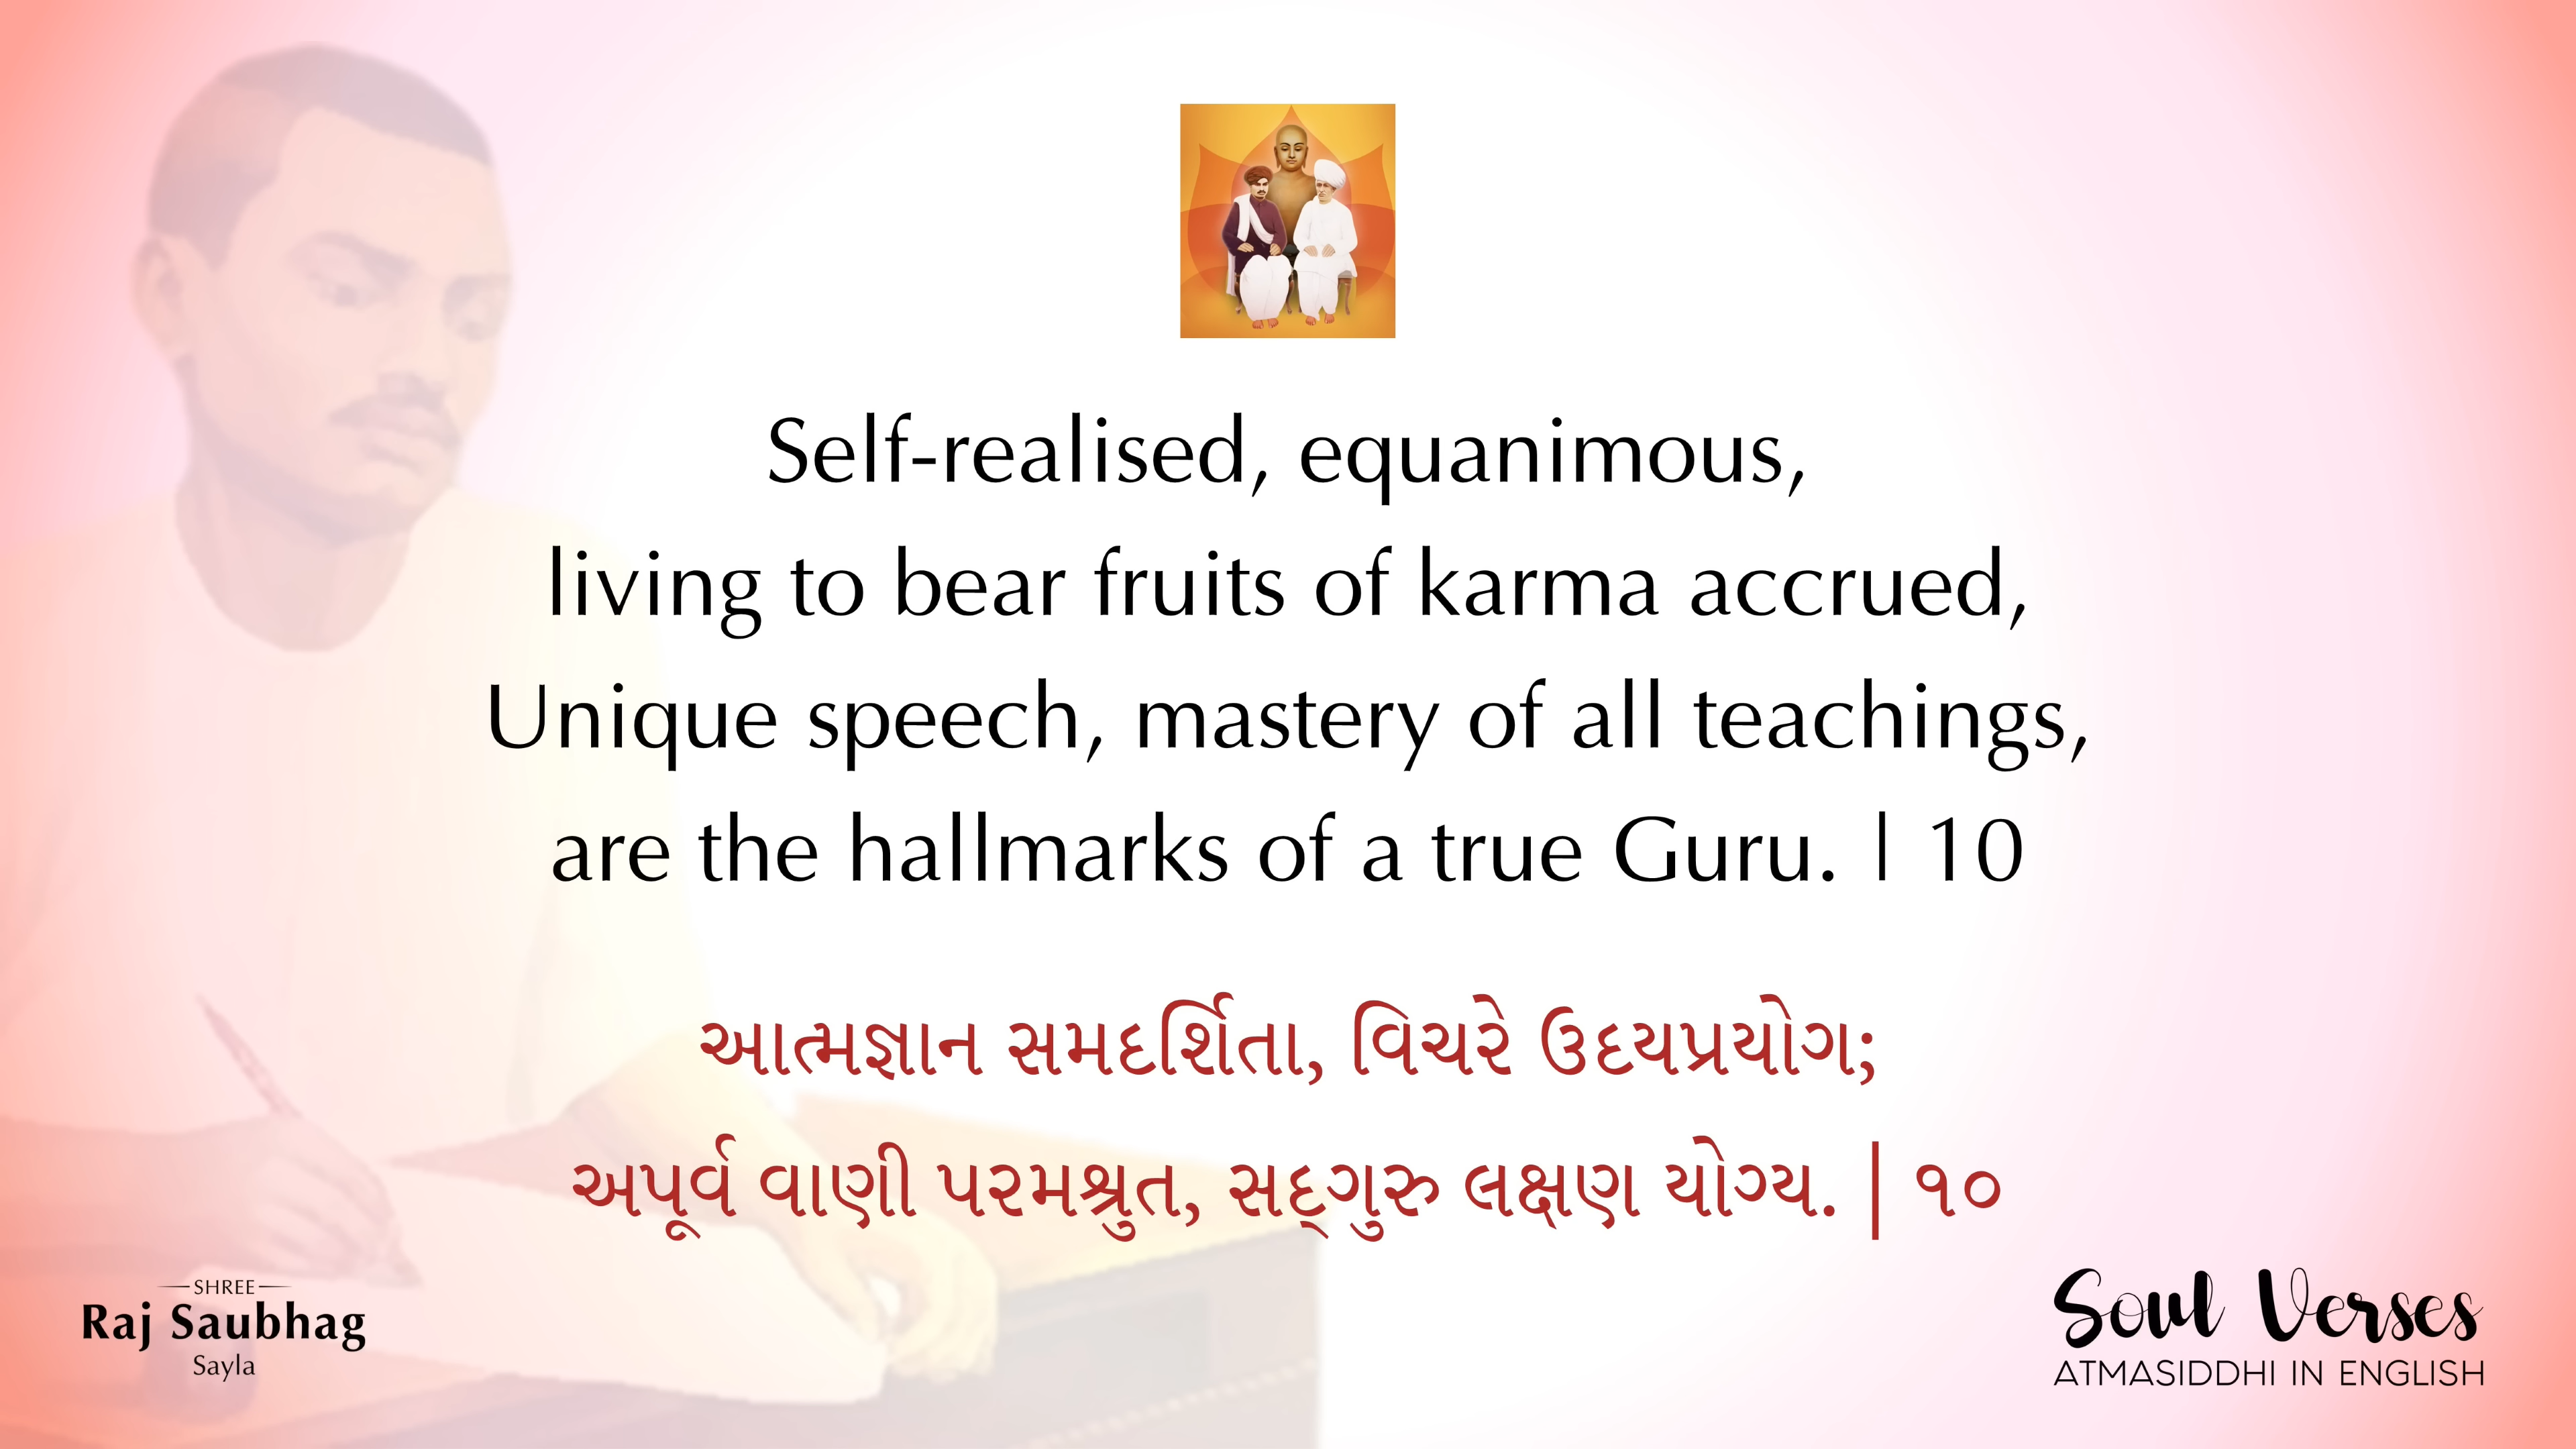 Self-realised, equanimous,
living to bear fruits of karma accrued,
Unique speech, mastery of all teachings,
are the hallmarks of a true Guru. | 10
આત્મજ્ઞાન સમદર્શિતા, વિચરે ઉદયપ્રયોગ;
અપૂર્વ વાણી પરમશ્રુત, સદ્‌ગુરુ લક્ષણ યોગ્ય. | ૧૦
SHREE
Raj Saubhag
Sayla
Soul Verses
ATMASIDDHI IN ENGLISH